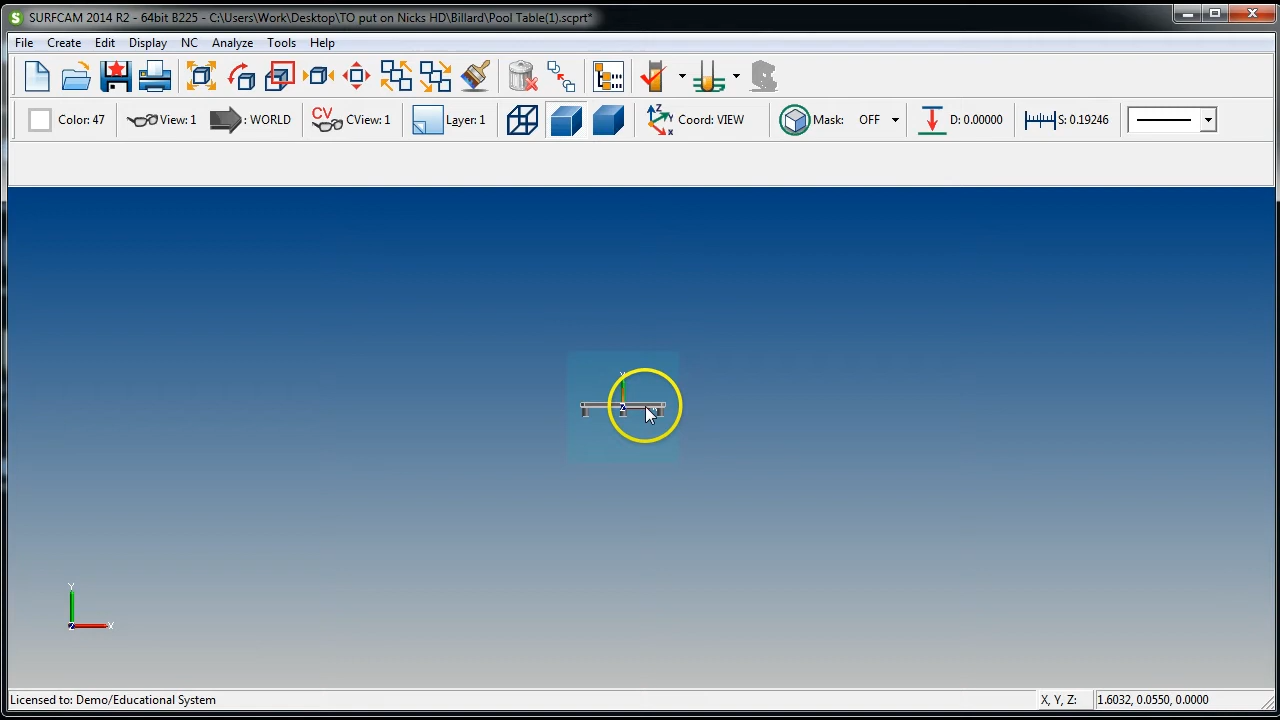 SURFCAM 2014 R2 - 64bit B225 - C:\Users\Work\Desktop\TO put on Nicks HD\Billard\Pool Table(1).scprt*
File Create Edit Display NC Analyze Tools Help
Color: 47 View: 1 : WORLD CV CView: 1 Layer: 1 Z Y X Coord: VIEW Mask: OFF D: 0.00000 S: 0.19246
Y
Z
Y
Z X
Licensed to: Demo/Educational System X, Y, Z: 1.6032, 0.0550, 0.0000